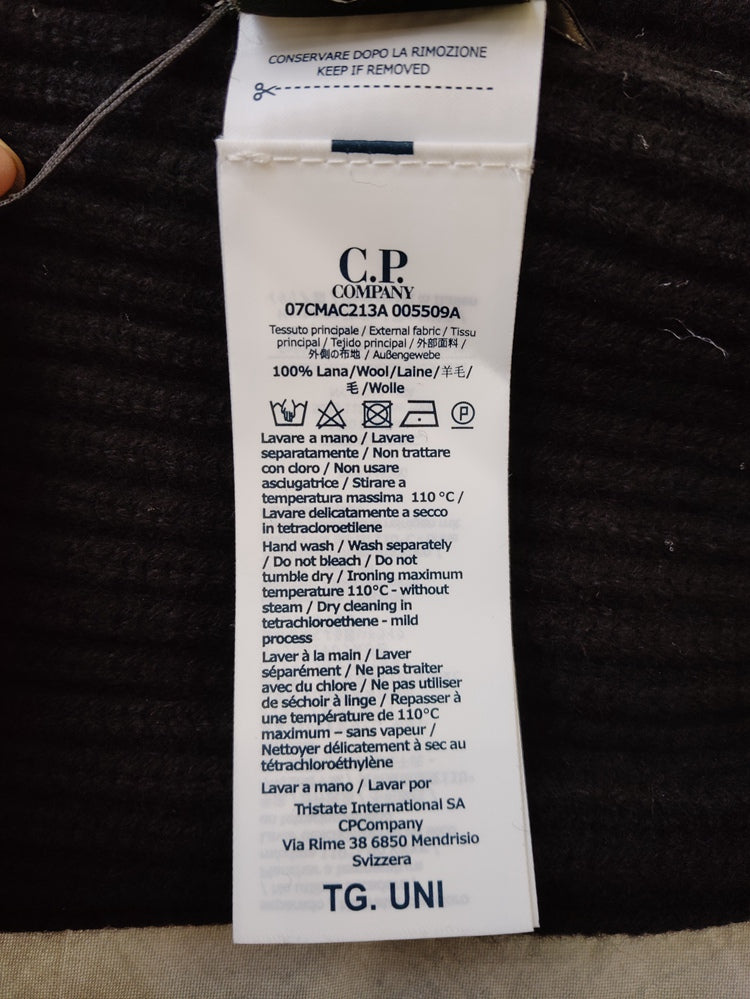 CONSERVARE DOPO LA RIMOZIONE
KEEP IF REMOVED
C.P.
COMPANY
07CMAC213A 005509A
Tessuto principale / External fabric / Tissu
principal / Tejido principal / 外部面料 /
外側の布地 / Außengewebe
100% Lana/Wool/Laine/羊毛/
毛/Wolle
Lavare a mano / Lavare
separatamente / Non trattare
con cloro / Non usare
asciugatrice / Stirare a
temperatura massima 110 °C /
Lavare delicatamente a secco
in tetracloroetilene
Hand wash / Wash separately
/ Do not bleach / Do not
tumble dry / Ironing maximum
temperature 110°C - without
steam / Dry cleaning in
tetrachloroethene - mild
process
Laver à la main / Laver
séparément / Ne pas traiter
avec du chlore / Ne pas utiliser
de séchoir à linge / Repasser à
une température de 110°C
maximum – sans vapeur /
Nettoyer délicatement à sec au
tétrachloroéthylène
Lavar a mano / Lavar por
Tristate International SA
CPCompany
Via Rime 38 6850 Mendrisio
Svizzera
TG. UNI